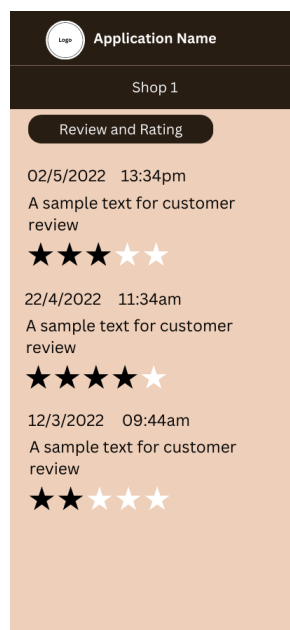 Logo
Application Name
Shop 1
Review and Rating
02/5/2022 13:34pm
A sample text for customer
review
22/4/2022 11:34am
A sample text for customer
review
12/3/2022 09:44am
A sample text for customer
review